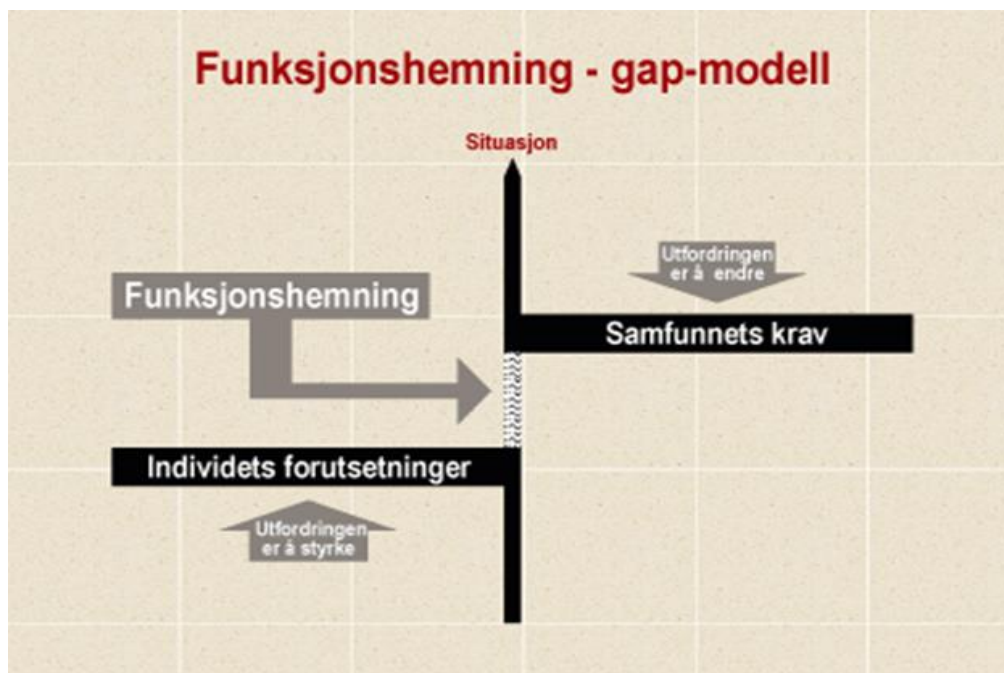 Funksjonshemning - gap-modell
Situasjon
Utfordringen
er å endre
Funksjonshemning
Samfunnets krav
Individets forutsetninger
Utfordringen
er å styrke